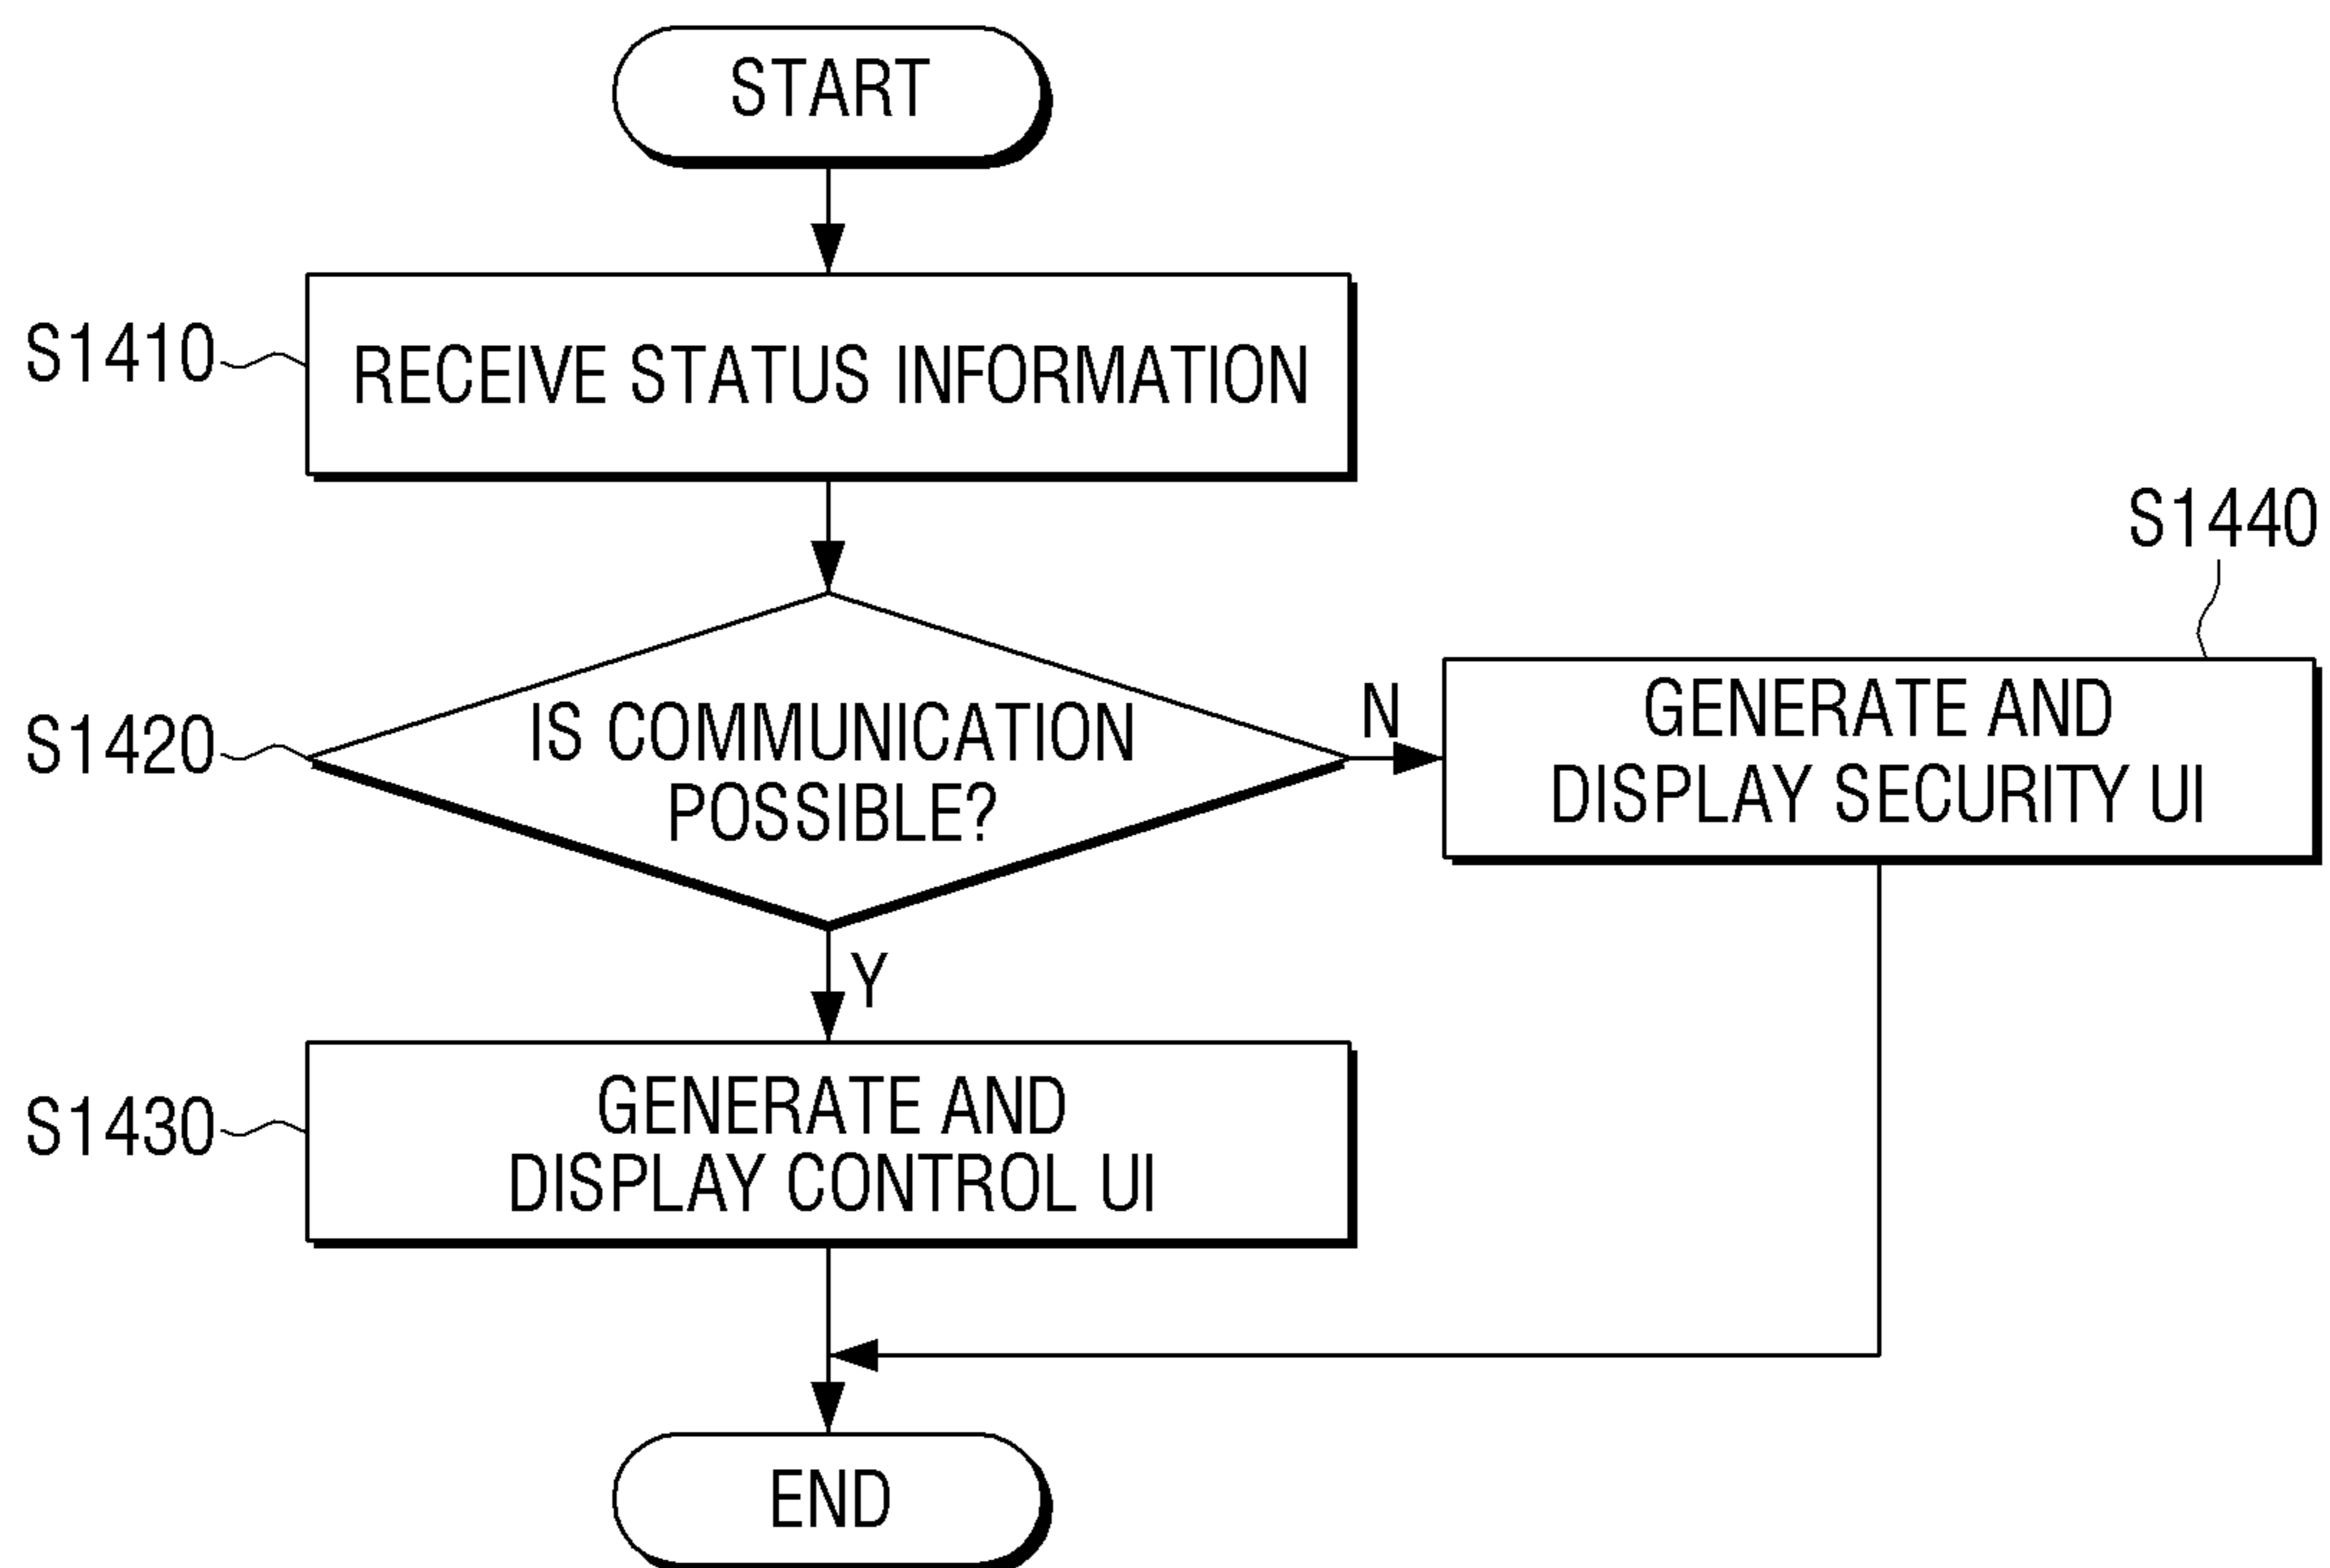 START
S1410
RECEIVE STATUS INFORMATION
S1440
S1420
IS COMMUNICATION
POSSIBLE?
N
GENERATE AND
DISPLAY SECURITY UI
Y
S1430
GENERATE AND
DISPLAY CONTROL UI
END